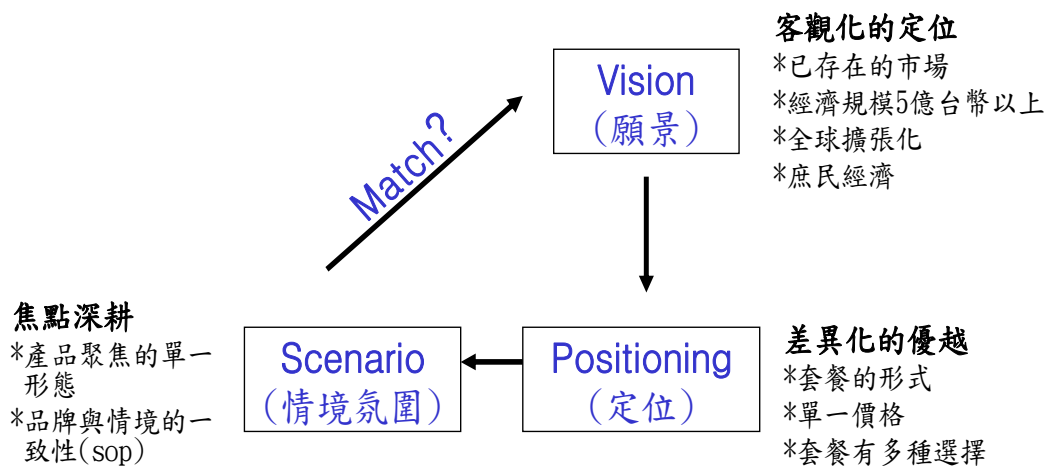 客觀化的定位
*已存在的市場
*經濟規模5億台幣以上
*全球擴張化
*庶民經濟
Vision
(願景)
Match?
焦點深耕
*產品聚焦的單一
形態
*品牌與情境的一
致性(sop)
Scenario
(情境氛圍)
Positioning
(定位)
差異化的優越
*套餐的形式
*單一價格
*套餐有多種選擇